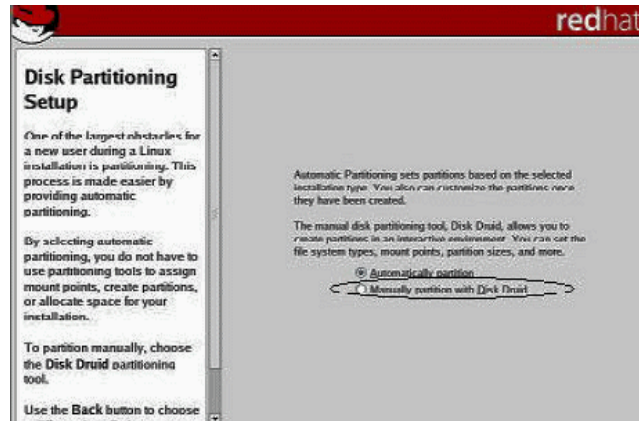 redhat
Disk Partitioning
Setup
One of the largest obstacles for
a new user during a Linux
installation is partitioning. This
process is made easier by
providing automatic
partitioning.
By selecting automatic
partitioning, you do not have to
use partitioning tools to assign
mount points, create partitions,
or allocate space for your
installation.
To partition manually, choose
the Disk Druid partitioning
tool.
Use the Back button to choose
Automatic Partitioning sets partitions based on the selected
installation type. You also can customize the partitions once
they have been created.
The manual disk partitioning tool, Disk Druid, allows you to
create partitions in an interactive environment. You can set the
file system types, mount points, partition sizes, and more.
Automatically partition
Manually partition with Disk Druid